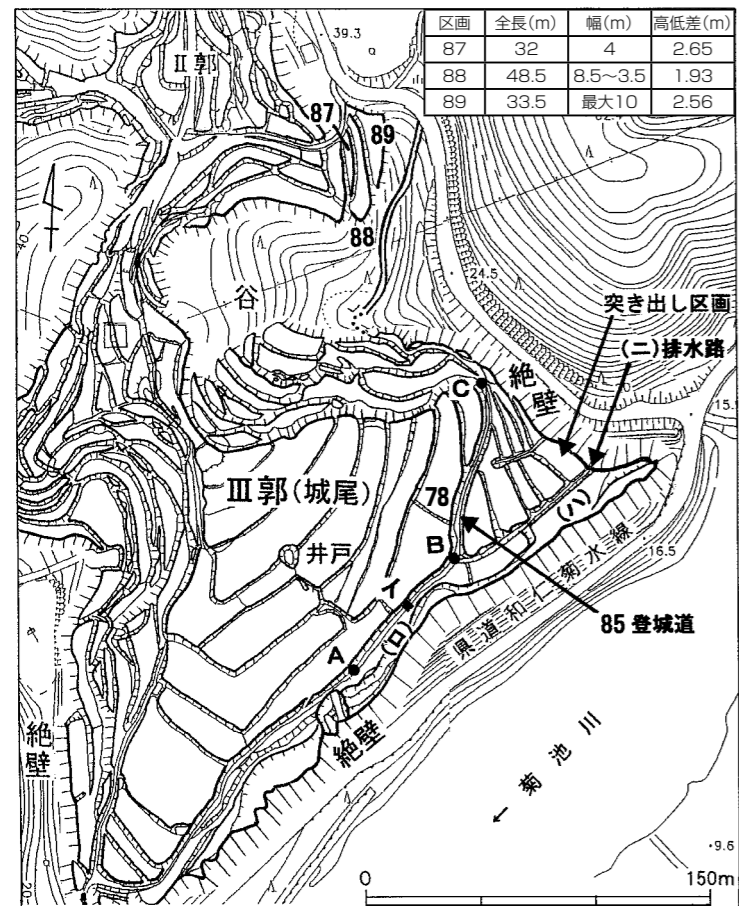 区画 全長(m) 幅(m) 高低差(m)
87 32 4 2.65
88 48.5 8.5~3.5 1.93
89 33.5 最大10 2.56
39.3
Ⅱ郭
87
89
88
谷
24.5
突き出し区画
(ニ)排水路
C
絶壁
15.
Ⅲ郭(城尾)
78
(ハ)
井戸
B
16.5
イ
県道和仁菊水線
(ロ)
85 登城道
A
絶壁
絶壁
←菊池川
9.6
0 150m